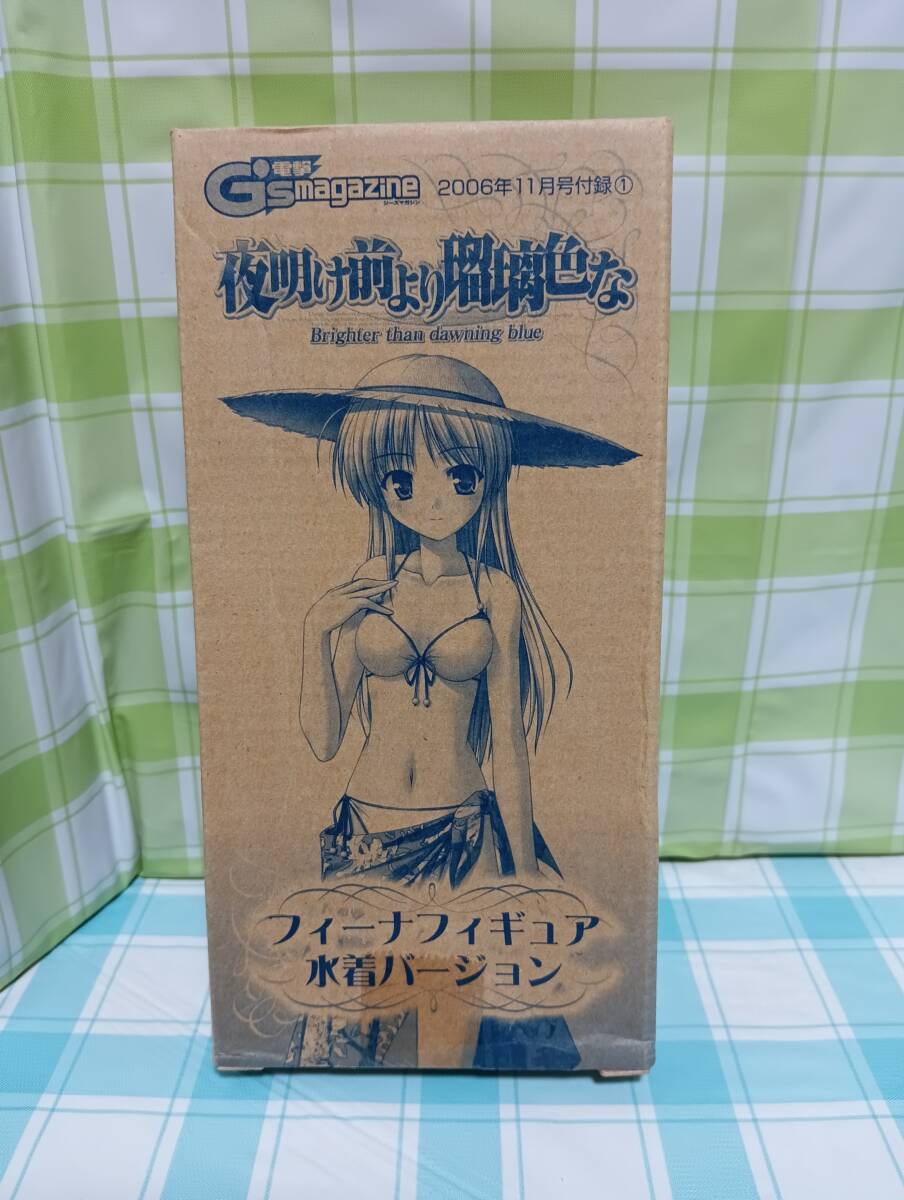 電撃
G'smagazine
ジーズマガジン
2006年11月号付録①
夜明け前より瑠璃色な
Brighter than dawning blue
フィーナフィギュア
水着バージョン